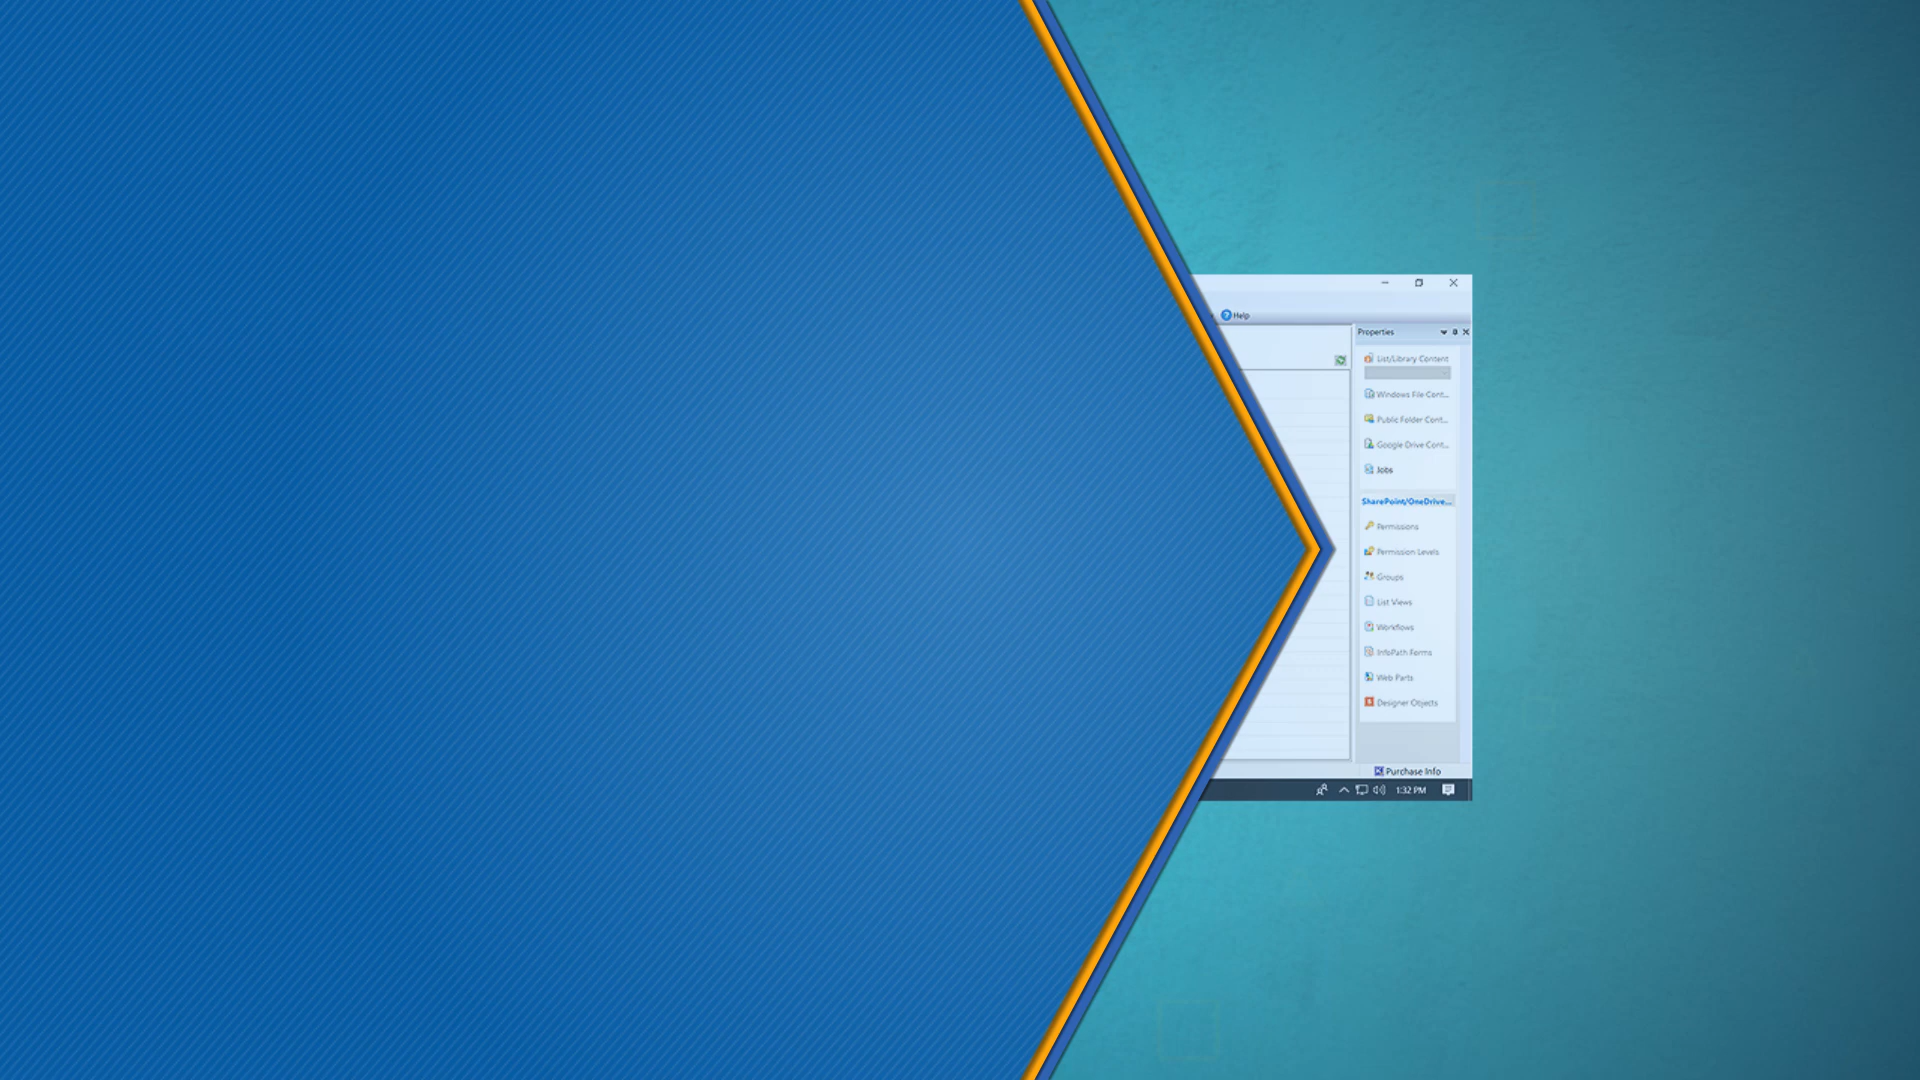 Help
Properties
List/Library Content
Windows File Cont...
Public Folder Cont...
Google Drive Cont...
Jobs
SharePoint/OneDrive...
Permissions
Permission Levels
Groups
List Views
Workflows
InfoPath Forms
Web Parts
Designer Objects
Purchase Info
1:32 PM